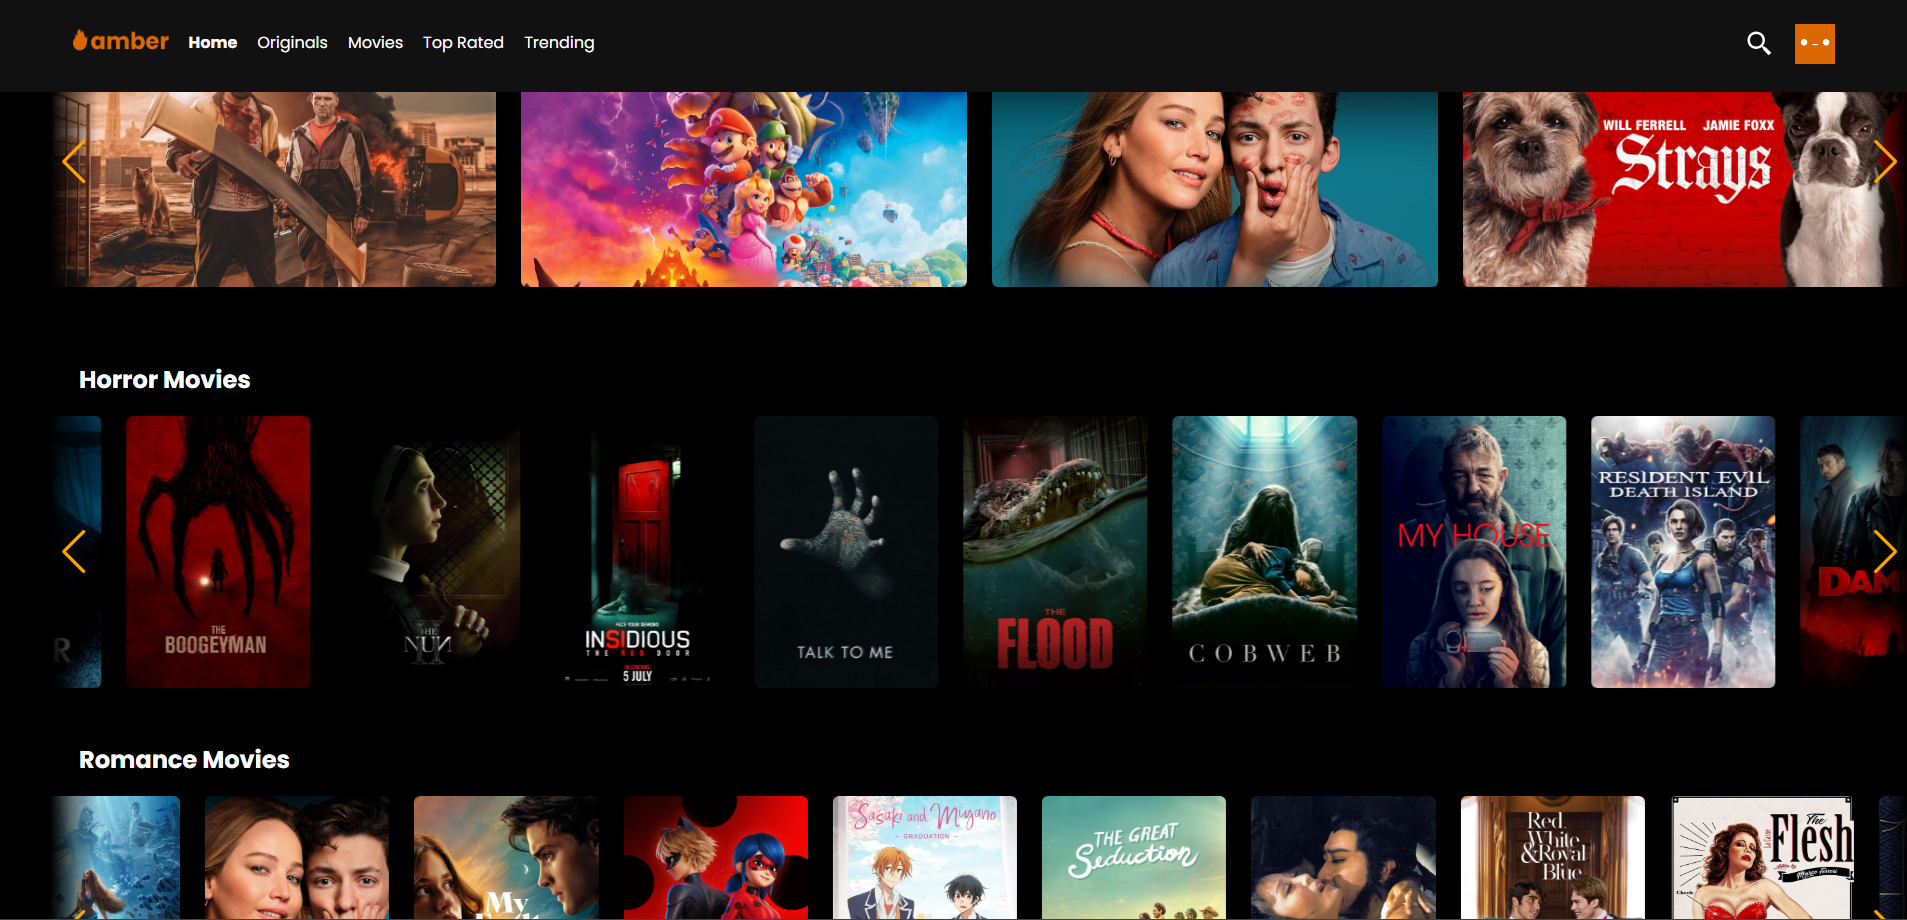 amber
Home
Originals
Movies
Top Rated
Trending
WILL FERRELL JAMIE FOXX
Strays
Horror Movies
R
THE
BOOGEYMAN
THE
NUN
II
FACE YOUR DEMONS
INSIDIOUS
THE RED DOOR
IN CINEMAS
5 JULY
TALK TO ME
THE
FLOOD
COBWEB
MY HOUSE
RESIDENT EVIL
DEATH ISLAND
DAM
Romance Movies
My
Sasaki and Miyano
- GRADUATION -
THE GREAT
Seduction
Red,
White
& Royal
Blue
The
Flesh
Marco Ferreri